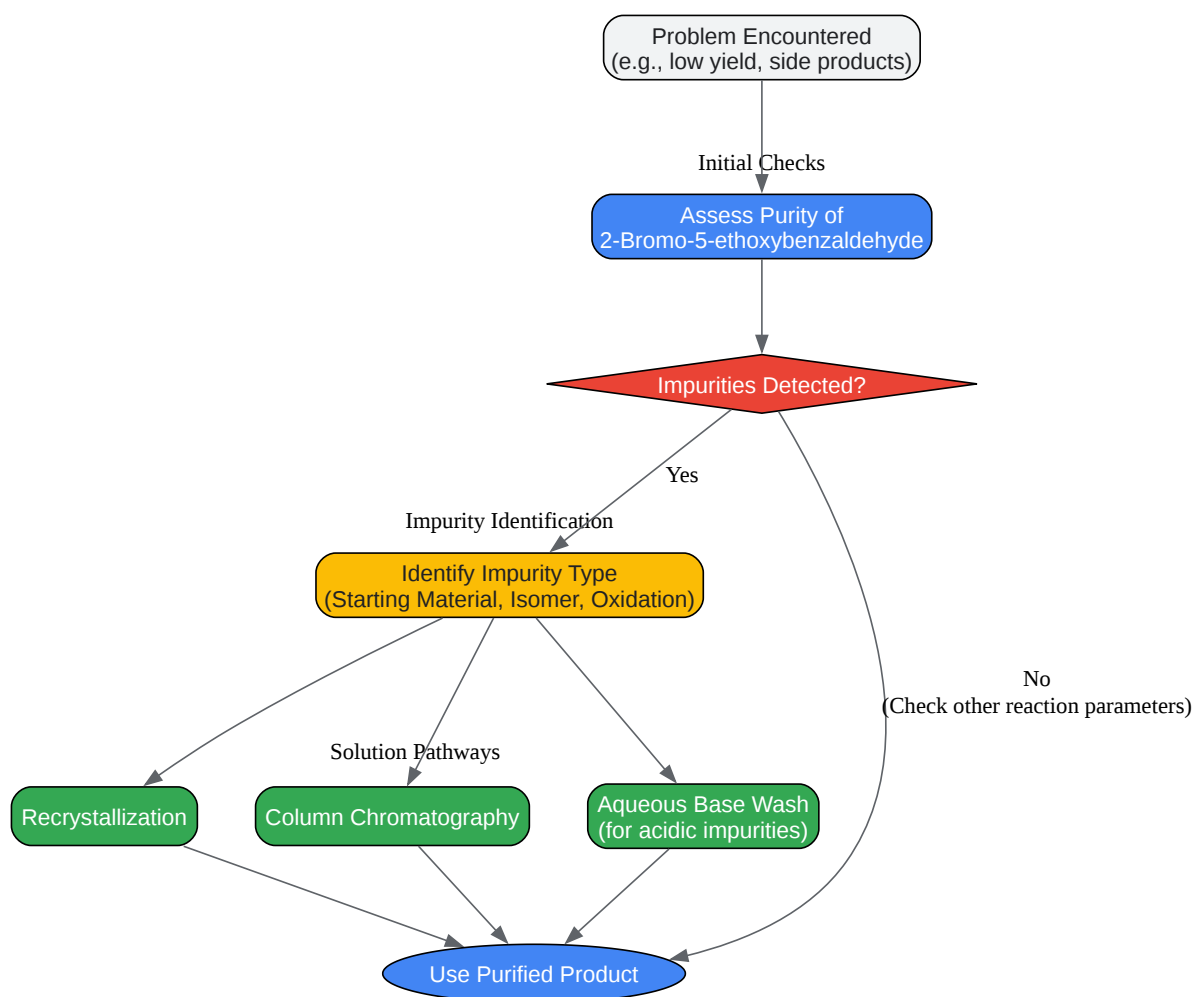 Problem Encountered
(e.g., low yield, side products)
Initial Checks
Assess Purity of
2-Bromo-5-ethoxybenzaldehyde
Impurities Detected?
Yes
Impurity Identification
Identify Impurity Type
(Starting Material, Isomer, Oxidation)
No
(Check other reaction parameters)
Solution Pathways
Recrystallization
Column Chromatography
Aqueous Base Wash
(for acidic impurities)
Use Purified Product